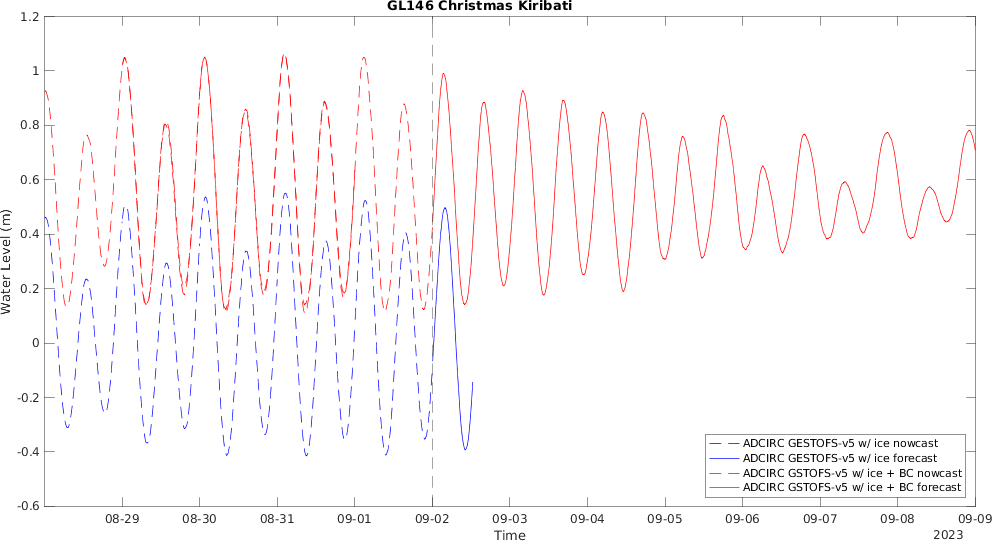 GL146 Christmas Kiribati
1.2
1
0.8
0.6
0.4
0.2
0
-0.2
-0.4
-0.6
Water Level (m)
08-29 08-30 08-31 09-01 09-02 09-03 09-04 09-05 09-06 09-07 09-08 09-09
Time
2023
ADCIRC GESTOFS-v5 w/ ice nowcast
ADCIRC GESTOFS-v5 w/ ice forecast
ADCIRC GSTOFS-v5 w/ ice + BC nowcast
ADCIRC GSTOFS-v5 w/ ice + BC forecast